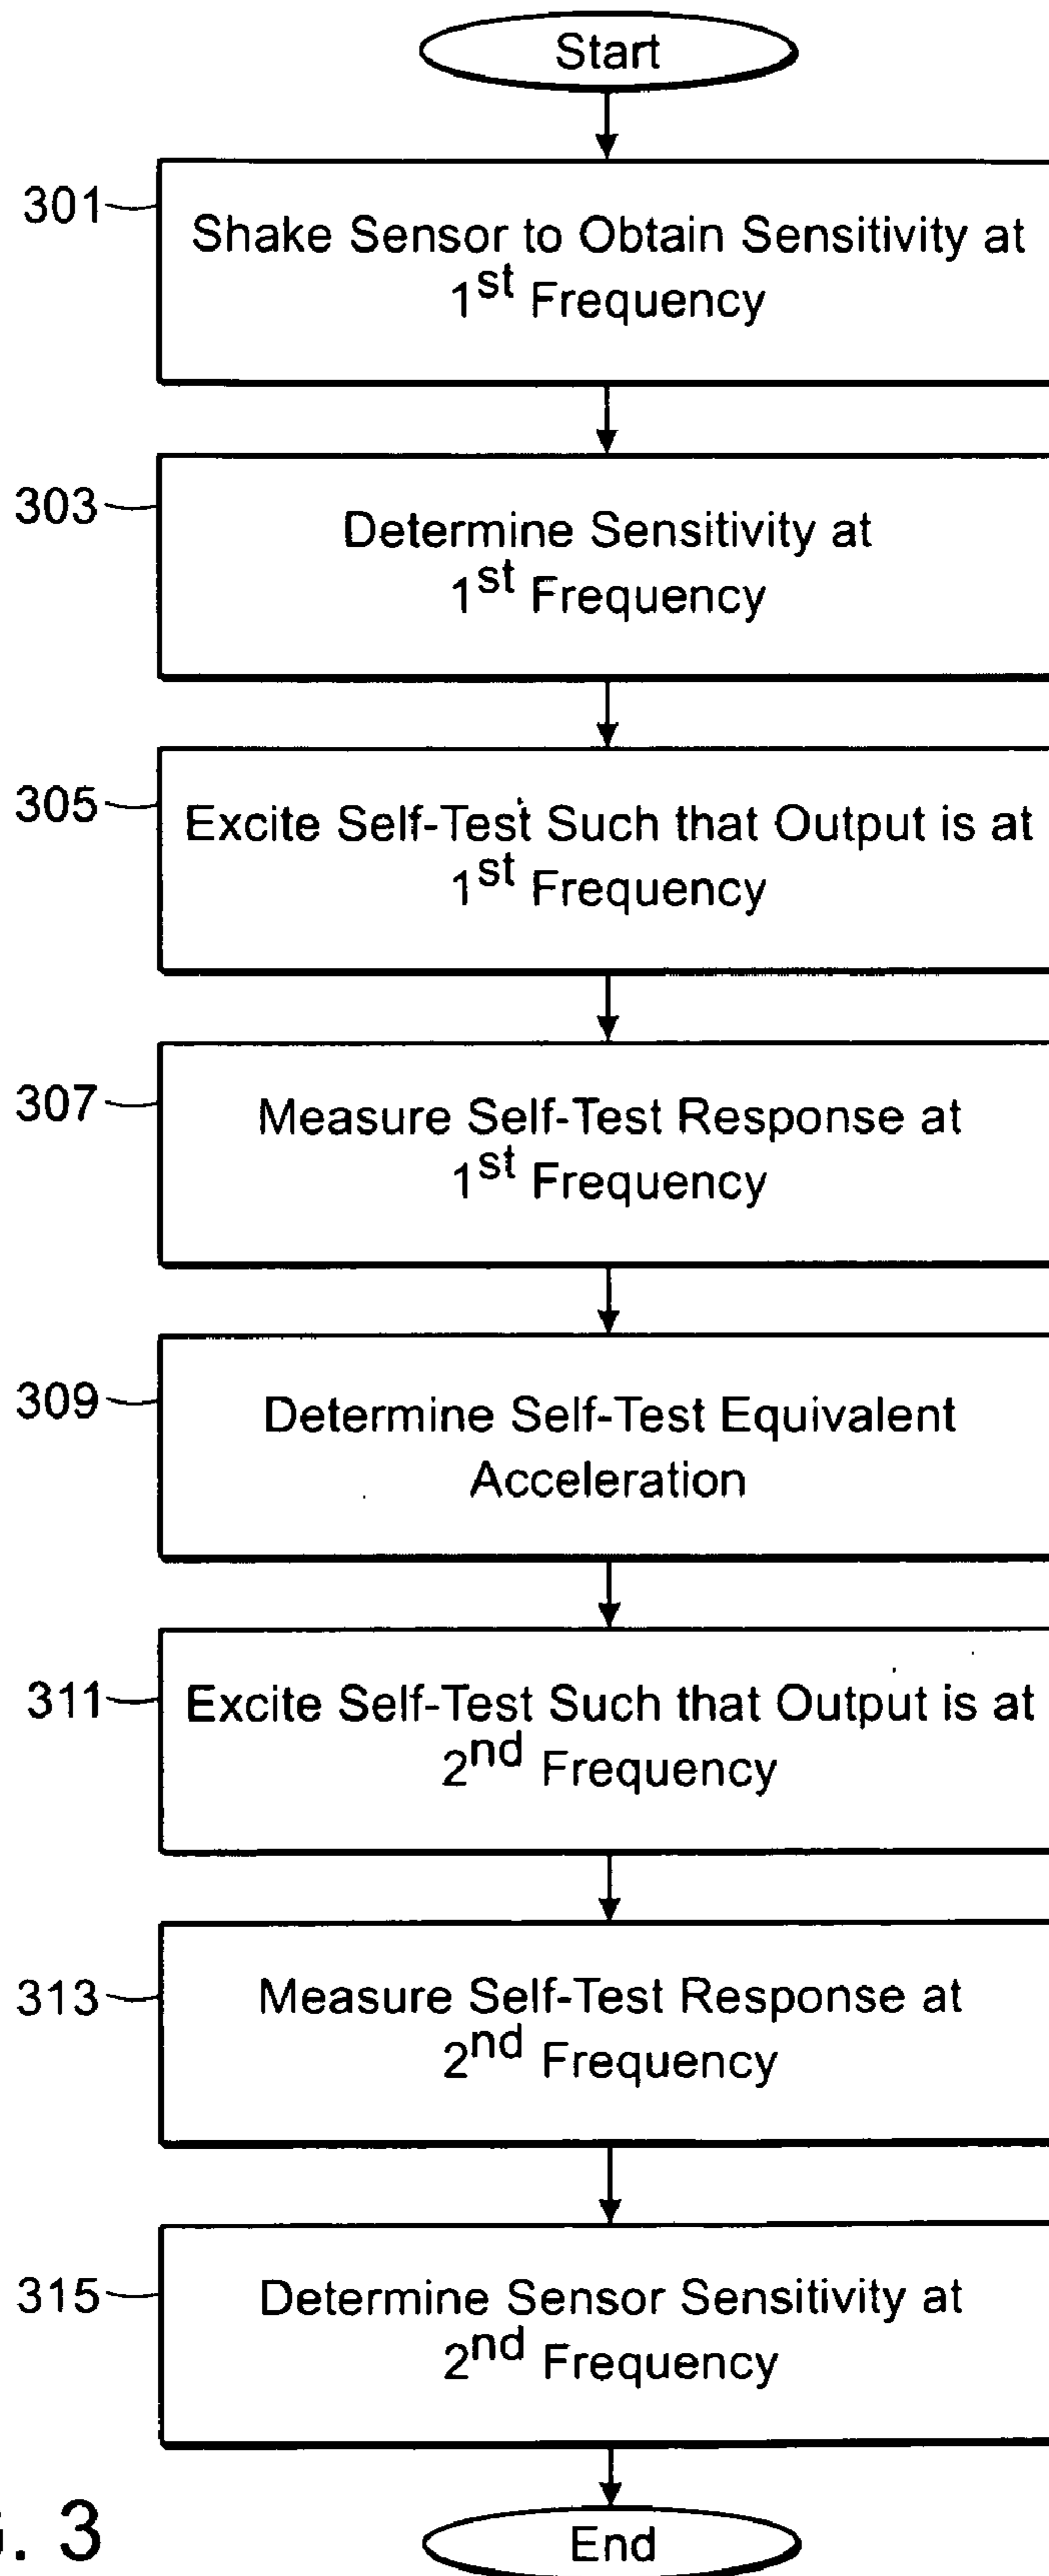 Start
301
Shake Sensor to Obtain Sensitivity at
1st Frequency
303
Determine Sensitivity at
1st Frequency
305
Excite Self-Test Such that Output is at
1st Frequency
307
Measure Self-Test Response at
1st Frequency
309
Determine Self-Test Equivalent
Acceleration
311
Excite Self-Test Such that Output is at
2nd Frequency
313
Measure Self-Test Response at
2nd Frequency
315
Determine Sensor Sensitivity at
2nd Frequency
End
. 3